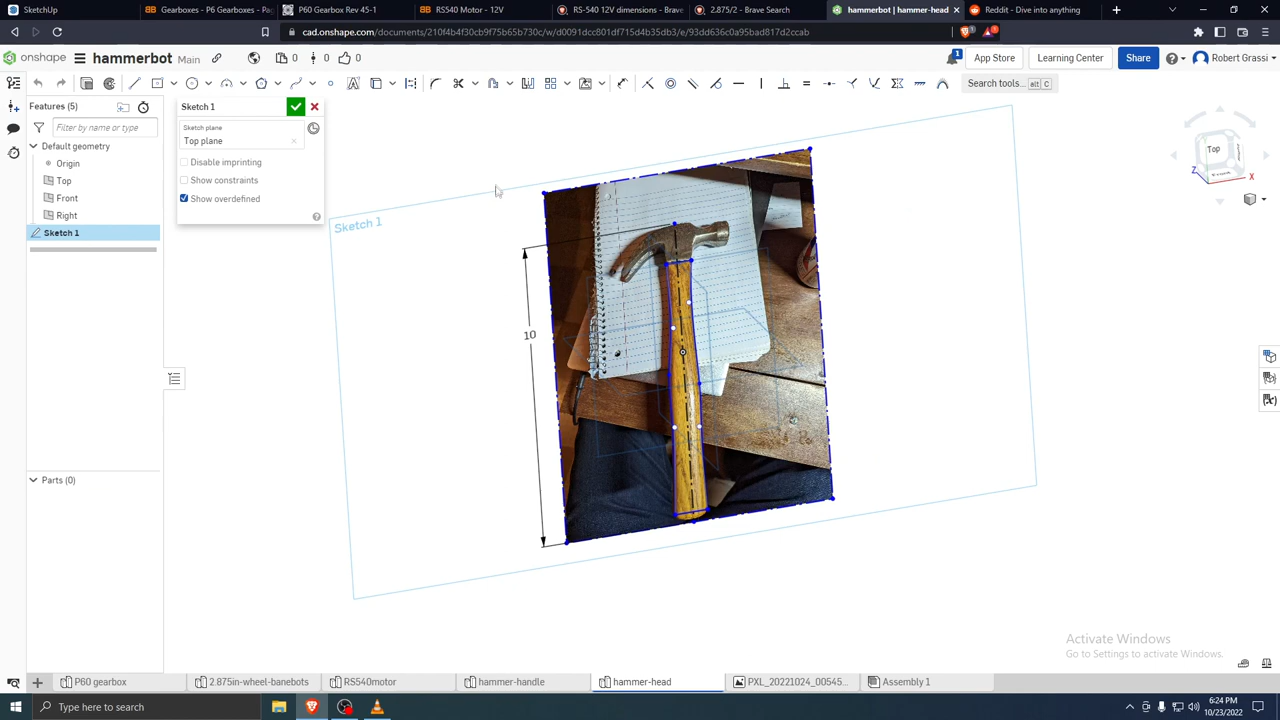 SketchUp
Gearboxes - P6 Gearboxes - Pa
P60 Gearbox Rev 45-1
RS540 Motor - 12V
RS-540 12V dimensions - Brave
2.875/2 - Brave Search
hammerbot | hammer-head
Reddit - Dive into anything
cad.onshape.com/documents/210f4b4f30cb9f75b65b730c/w/d0091dcc801df715d4b35db3/e/93dd636c0a95bad817d2ccab
onshape
hammerbot Main
0
0
0
1
App Store
Learning Center
Share
Robert Grassi
Search tools...
alt C
Features (5)
Filter by name or type
Default geometry
Origin
Top
Front
Right
Sketch 1
Parts (0)
Sketch 1
Sketch plane
Top plane
Disable imprinting
Show constraints
Show overdefined
Sketch 1
10
Top
Z
X
Activate Windows
Go to Settings to activate Windows.
P60 gearbox
2.875in-wheel-banebots
RS540motor
hammer-handle
hammer-head
PXL_20221024_00545...
Assembly 1
Type here to search
6:24 PM
10/23/2022